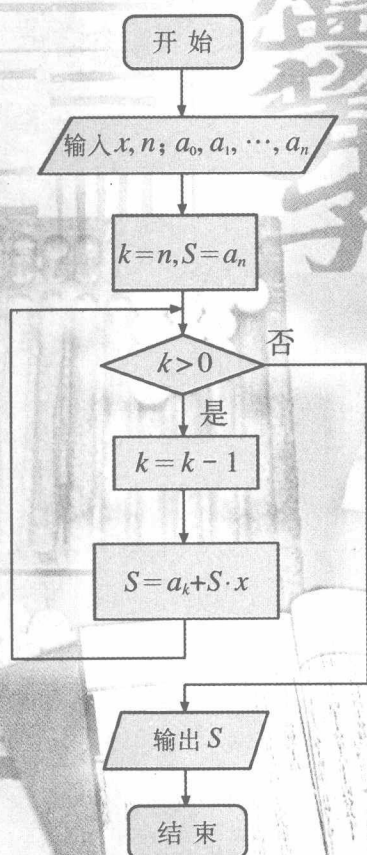 开始
输入x, n; a₀, a₁, …, aₙ
k=n, S=aₙ
k>0
否
是
k=k-1
S=aₖ+S·x
输出S
结束